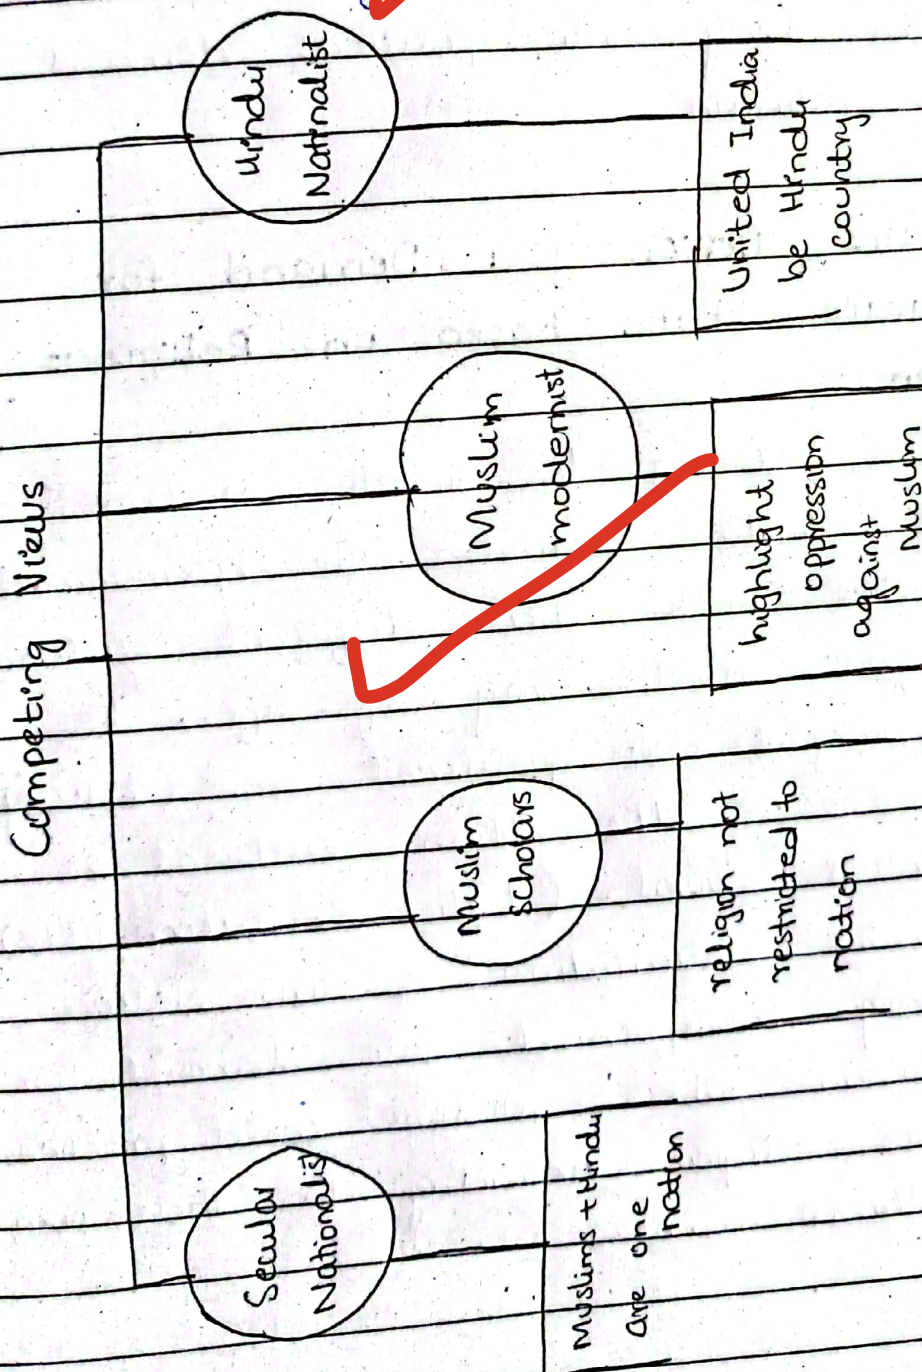 Competing Views
Secular
Nationalist
Muslims + Hindu
are one
nation
Muslim
scholars
religion not
restricted to
nation
Muslim
modernist
highlight
oppression
against
Muslim
Hindu
Nationalist
United India
be Hindu
country